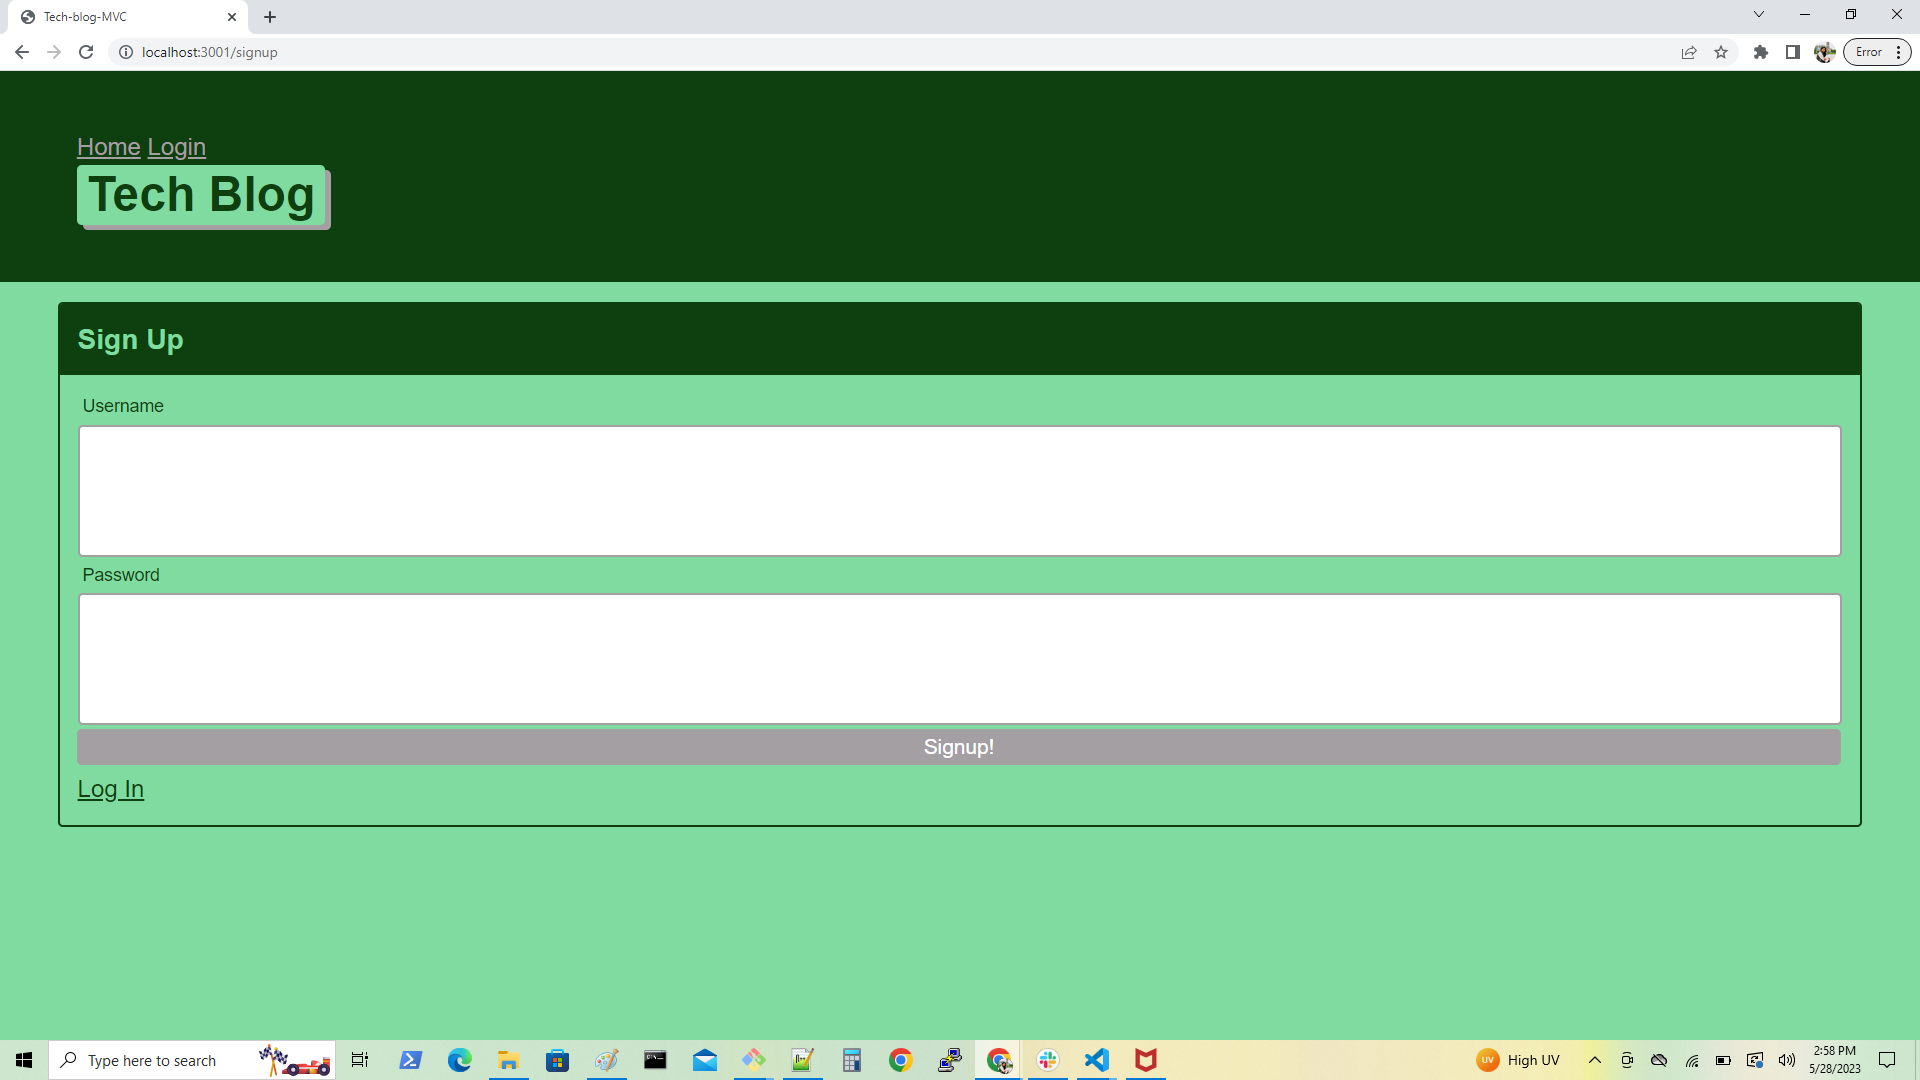 Tech-blog-MVC
localhost:3001/signup
Error
Home Login
Tech Blog
Sign Up
Username
Password
Signup!
Log In
Type here to search
UV High UV
2:58 PM
5/28/2023